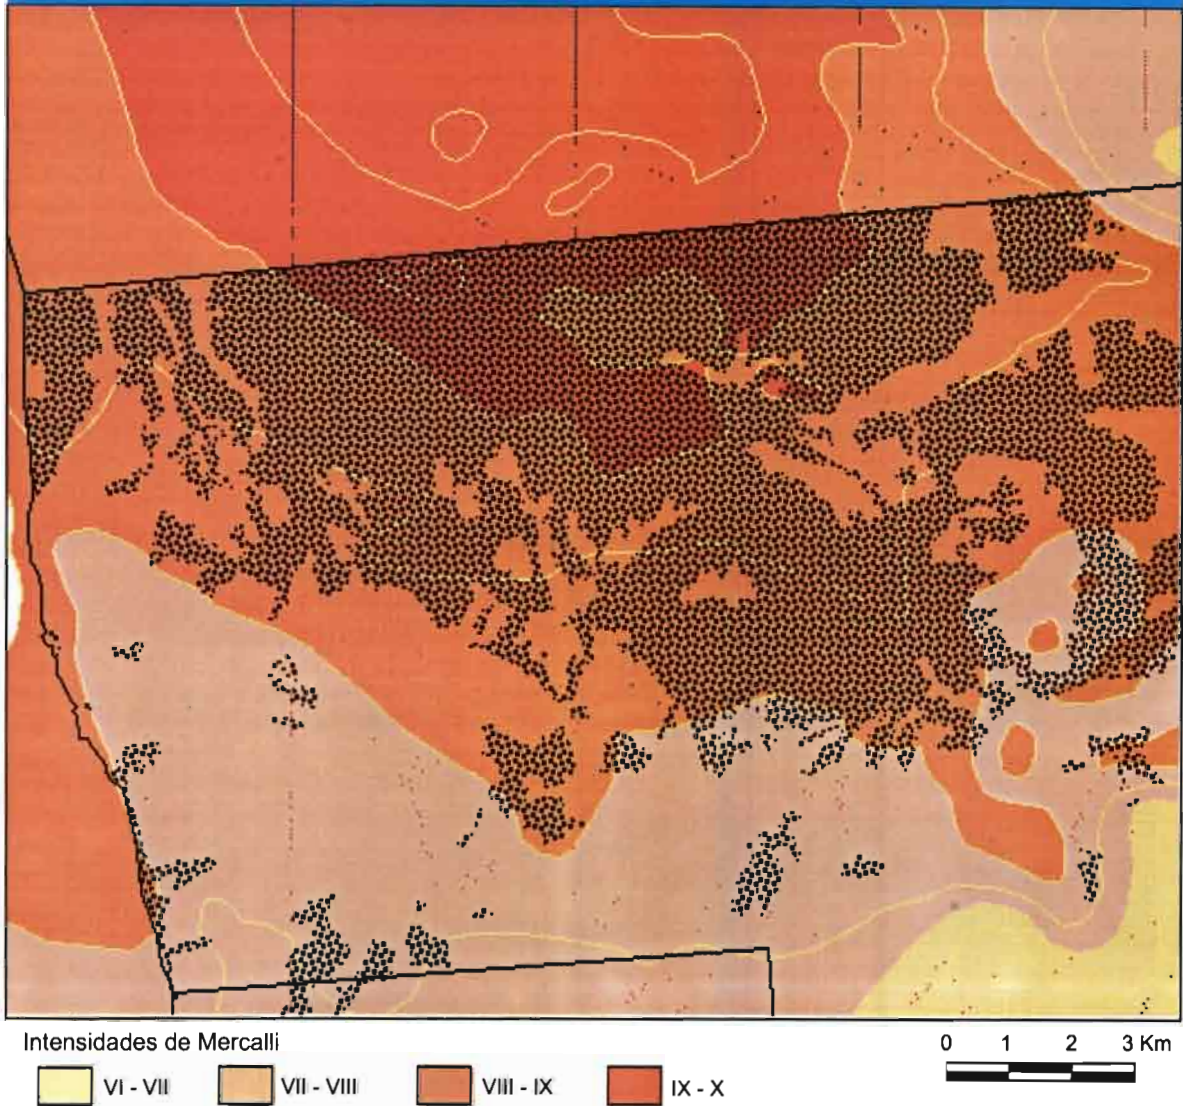 Intensidades de Mercalli
0 1 2 3 Km
VI - VII VII - VIII VIII - IX IX - X